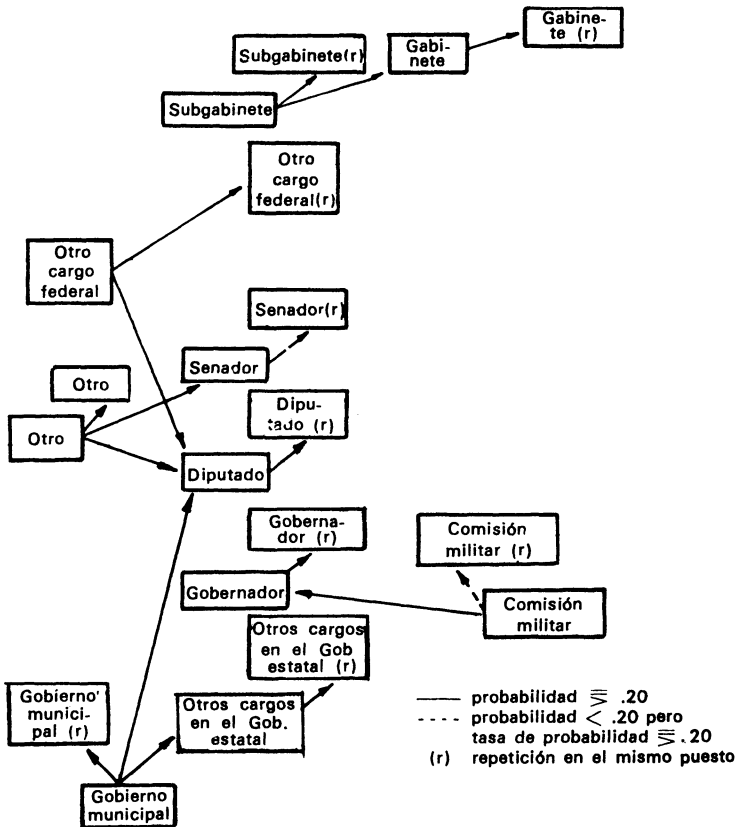 Gabine-
te (r)
Subgabinete(r)
Gabi-
nete
Subgabinete
Otro
cargo
federal(r)
Otro
cargo
federal
Senador(r)
Senador
Otro
Dipu-
tado (r)
Otro
Diputado
Goberna-
dor (r)
Comisión
militar (r)
Gobernador
Comisión
militar
Otros cargos
en el Gob
estatal (r)
Gobierno
munici-
pal (r)
Otros cargos
en el Gob.
estatal
Gobierno
municipal
probabilidad ≧ .20
probabilidad < .20 pero
tasa de probabilidad ≧ .20
(r) repetición en el mismo puesto